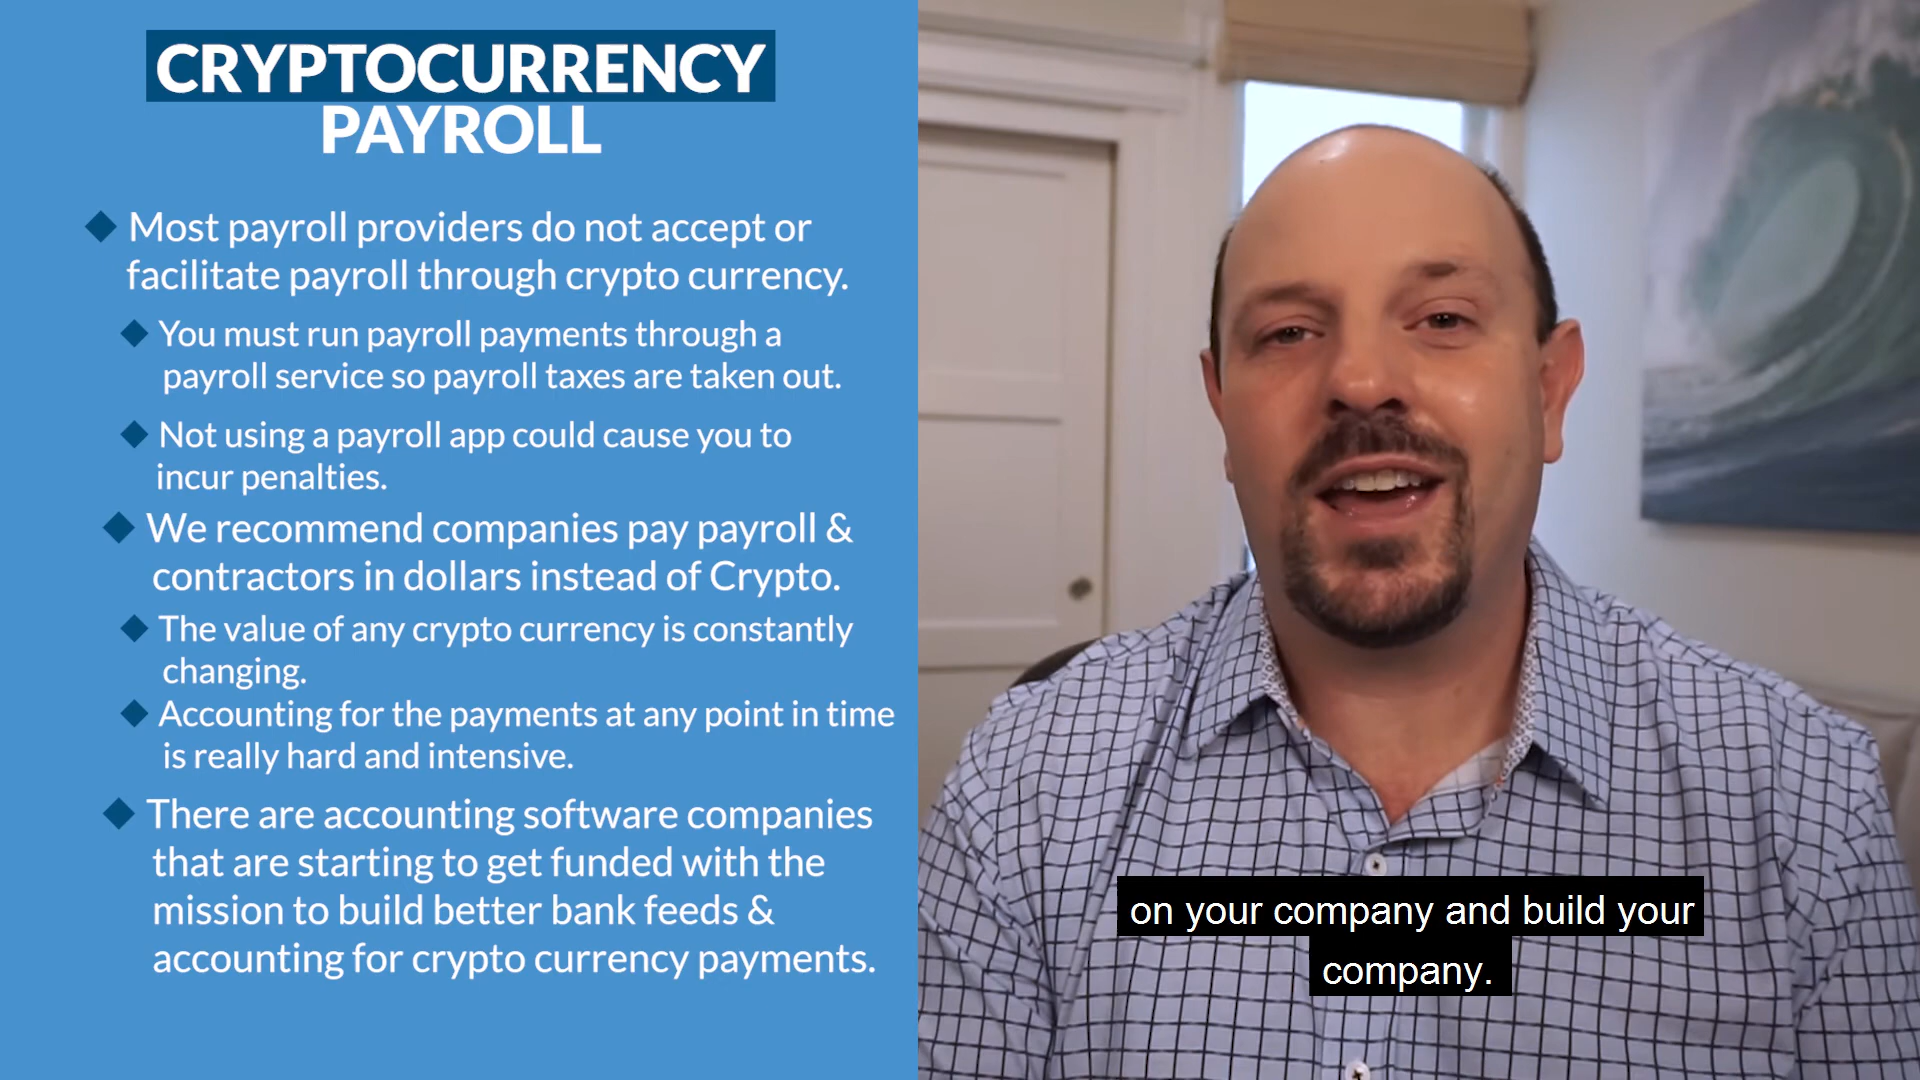 CRYPTOCURRENCY
PAYROLL
Most payroll providers do not accept or
facilitate payroll through crypto currency.
You must run payroll payments through a
payroll service so payroll taxes are taken out.
Not using a payroll app could cause you to
incur penalties.
We recommend companies pay payroll &
contractors in dollars instead of Crypto.
The value of any crypto currency is constantly
changing.
Accounting for the payments at any point in time
is really hard and intensive.
There are accounting software companies
that are starting to get funded with the
mission to build better bank feeds &
accounting for crypto currency payments.
on your company and build your
company.